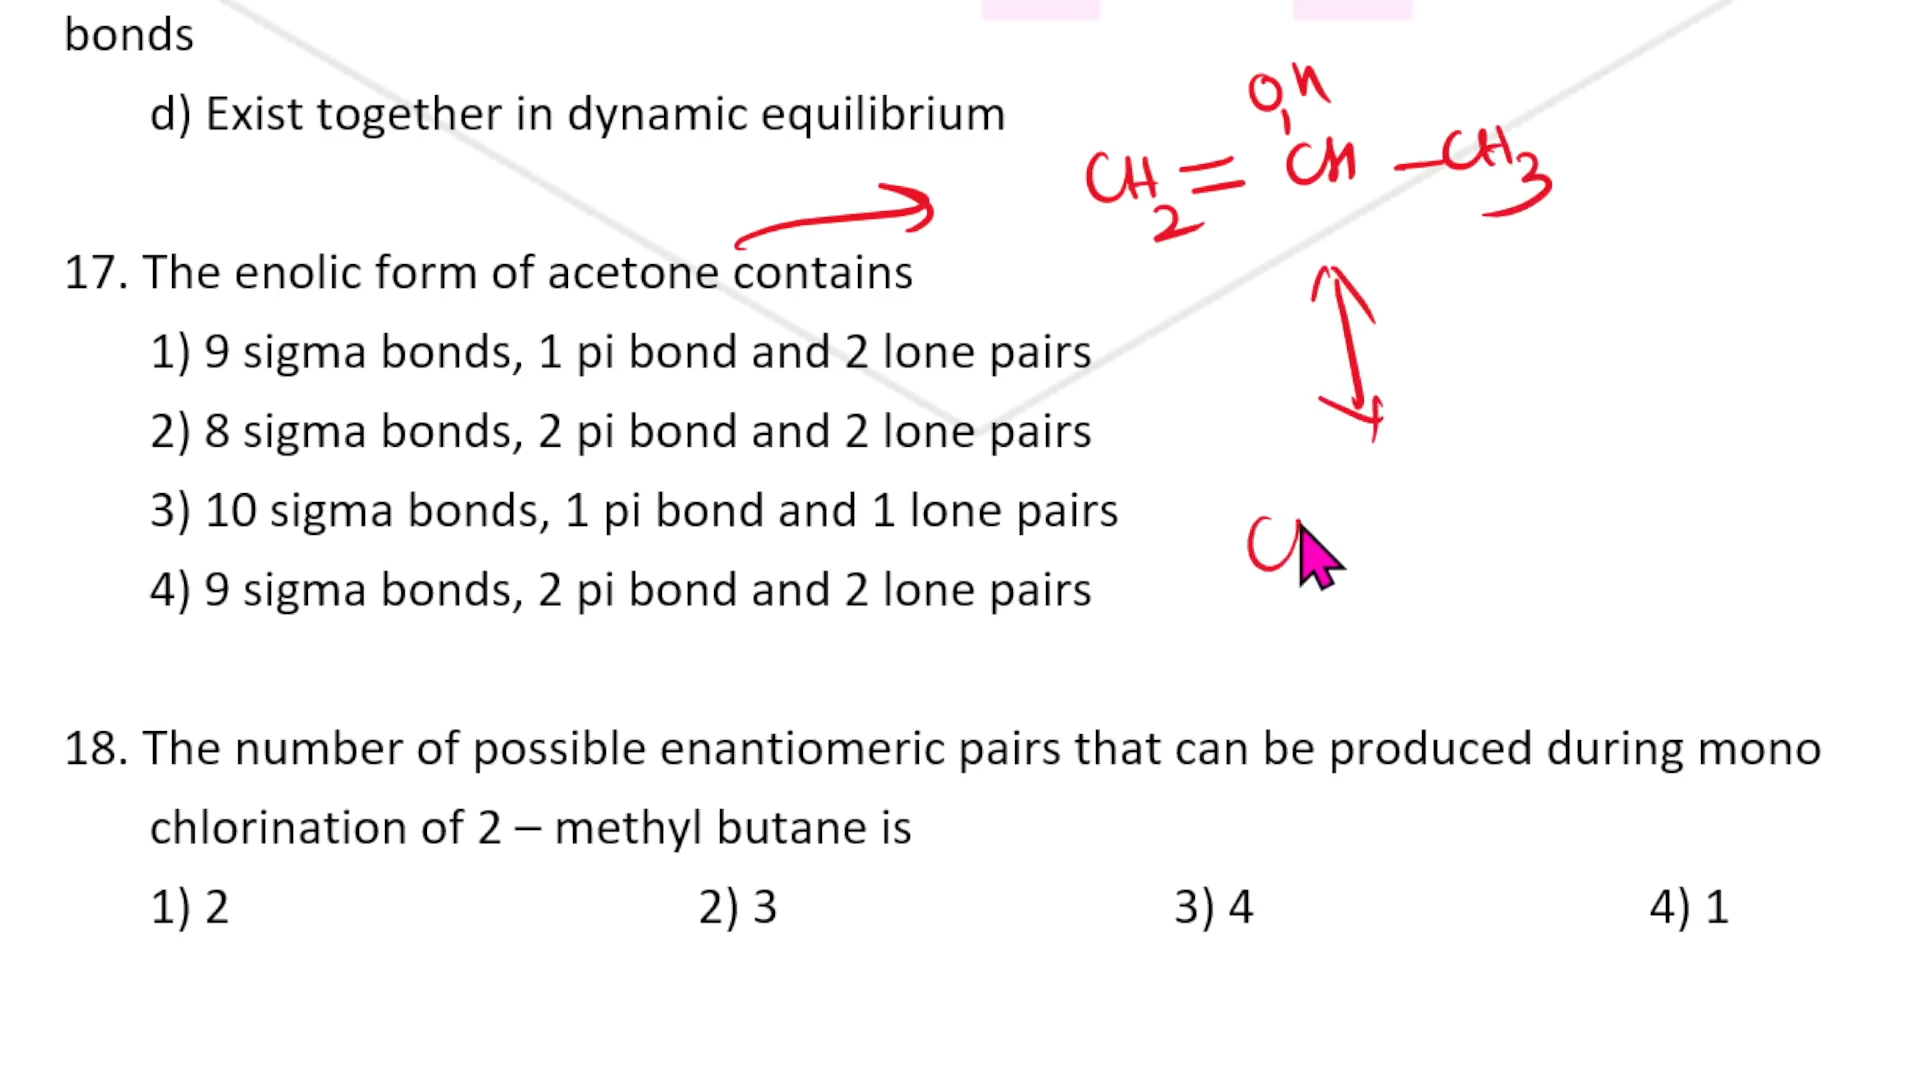 bonds
d) Exist together in dynamic equilibrium
OH
CH2 = CH - CH3
17. The enolic form of acetone contains
1) 9 sigma bonds, 1 pi bond and 2 lone pairs
2) 8 sigma bonds, 2 pi bond and 2 lone pairs
3) 10 sigma bonds, 1 pi bond and 1 lone pairs
C
4) 9 sigma bonds, 2 pi bond and 2 lone pairs
18. The number of possible enantiomeric pairs that can be produced during mono
chlorination of 2 – methyl butane is
1) 2 2) 3 3) 4 4) 1